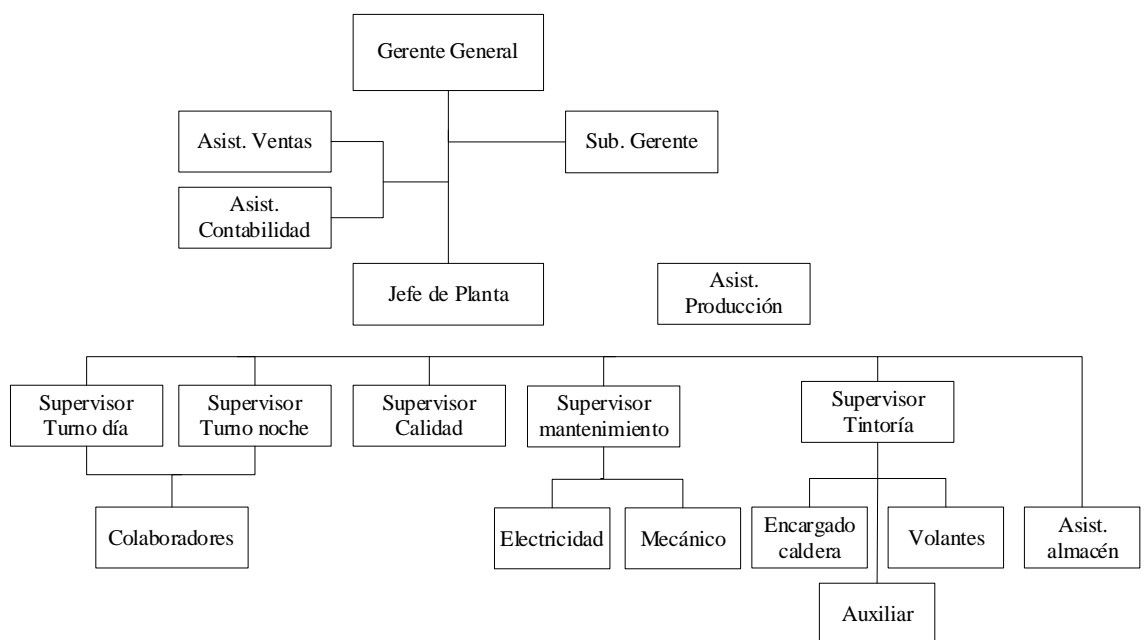 Gerente General
Asist. Ventas
Sub. Gerente
Asist.
Contabilidad
Jefe de Planta
Asist.
Producción
Supervisor
Turno día
Supervisor
Turno noche
Supervisor
Calidad
Supervisor
mantenimiento
Supervisor
Tintoría
Colaboradores
Electricidad
Mecánico
Encargado
caldera
Volantes
Asist.
almacén
Auxiliar